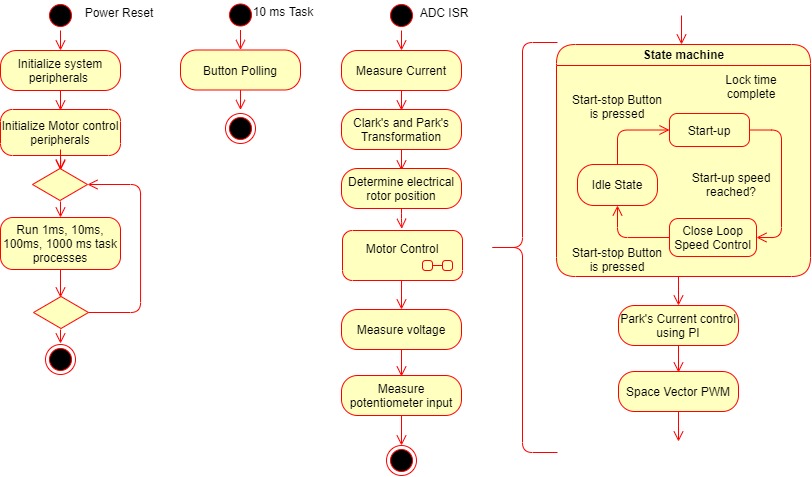 Power Reset
Initialize system
peripherals
Initialize Motor control
peripherals
Run 1ms, 10ms,
100ms, 1000 ms task
processes
10 ms Task
Button Polling
ADC ISR
Measure Current
Clark's and Park's
Transformation
Determine electrical
rotor position
Motor Control
Measure voltage
Measure
potentiometer input
State machine
Lock time
complete
Start-stop Button
is pressed
Start-up
Idle State
Start-up speed
reached?
Close Loop
Speed Control
Start-stop Button
is pressed
Park's Current control
using PI
Space Vector PWM